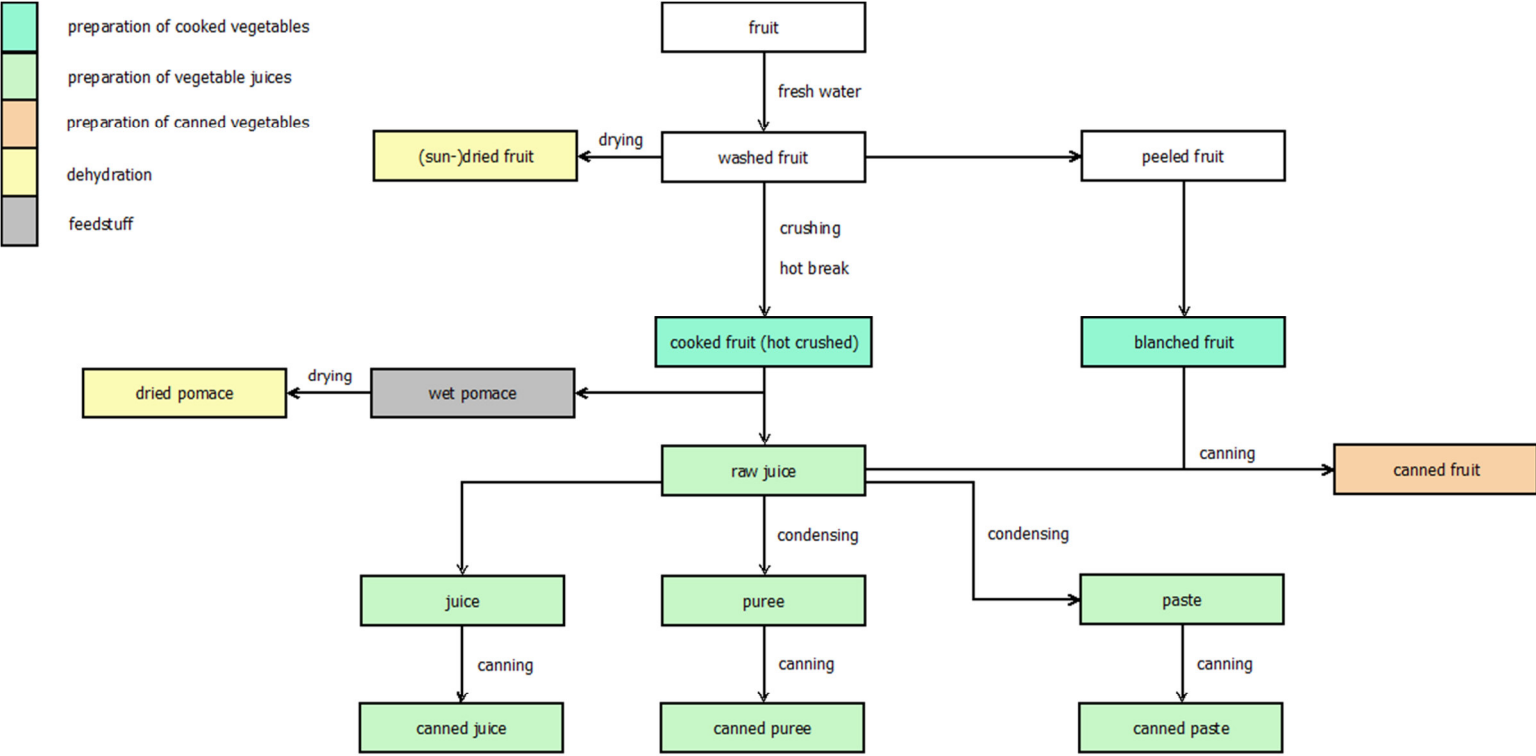 preparation of cooked vegetables
preparation of vegetable juices
preparation of canned vegetables
dehydration
feedstuff
fruit
fresh water
(sun-)dried fruit
drying
washed fruit
peeled fruit
crushing
hot break
cooked fruit (hot crushed)
blanched fruit
dried pomace
drying
wet pomace
raw juice
canning
canned fruit
condensing
condensing
juice
puree
paste
canning
canning
canning
canned juice
canned puree
canned paste